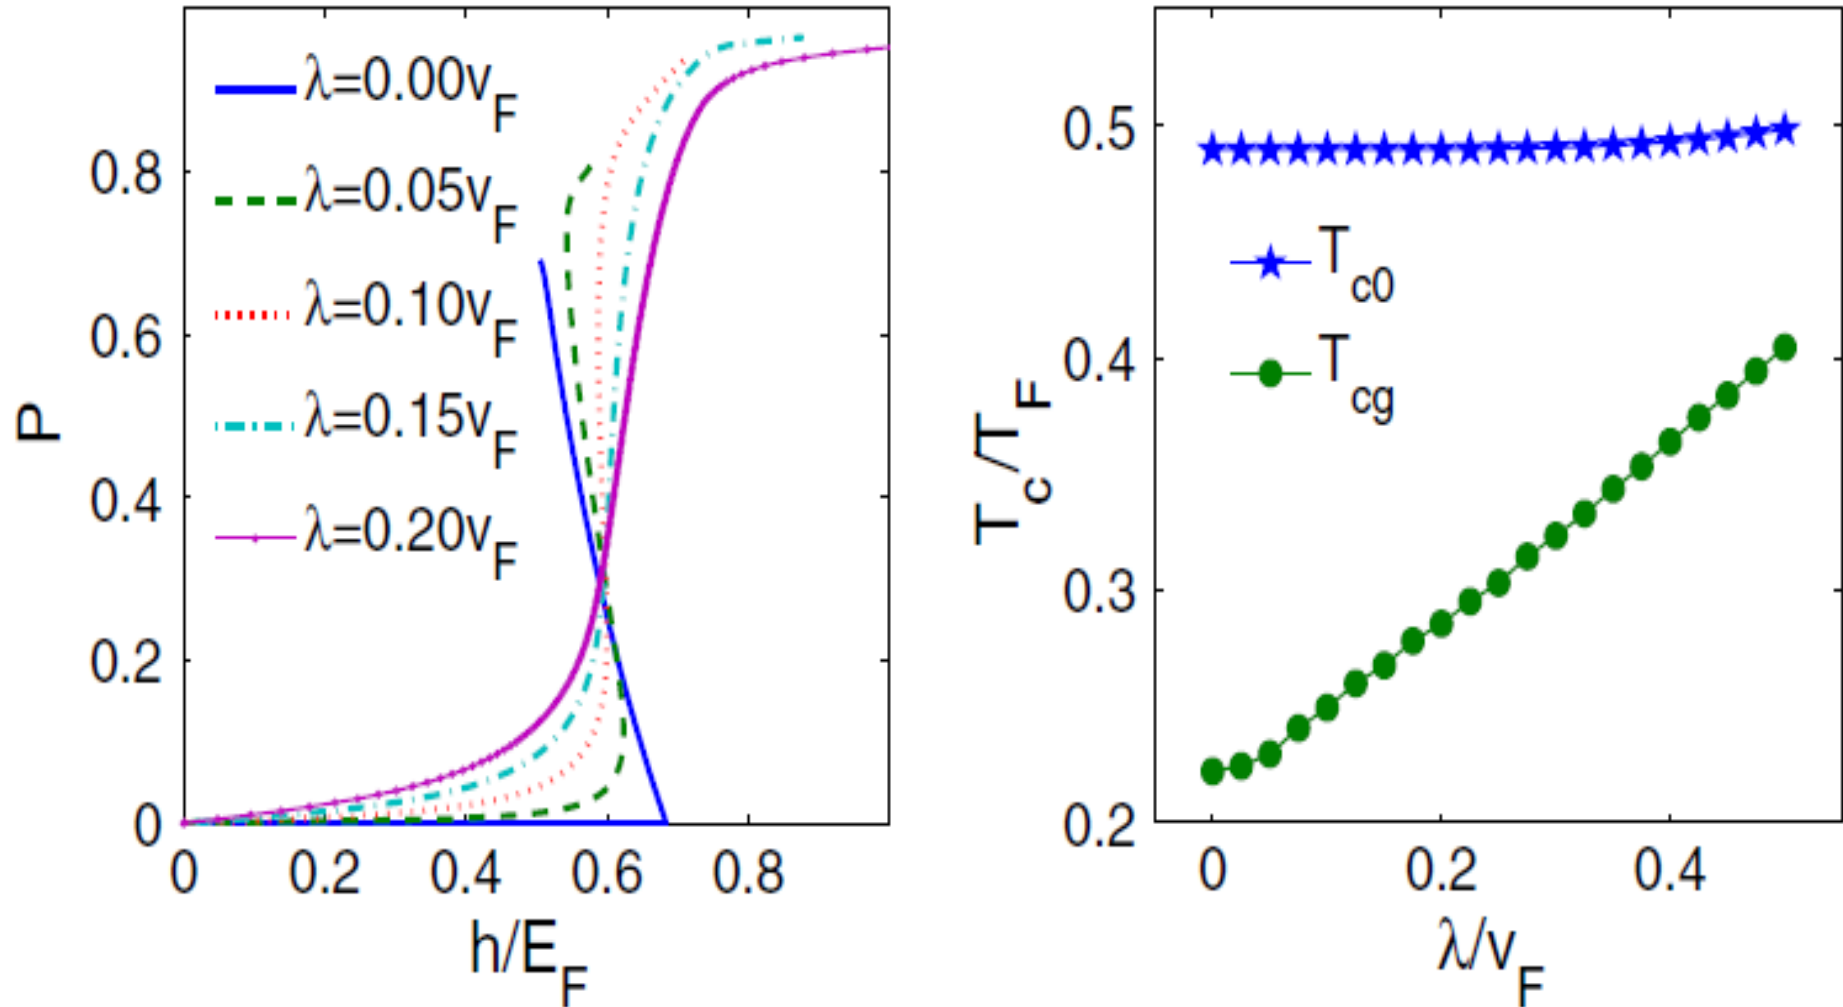 λ=0.00v_F
λ=0.05v_F
λ=0.10v_F
λ=0.15v_F
λ=0.20v_F
0.8
0.6
0.4
0.2
0
P
0 0.2 0.4 0.6 0.8
h/E_F
T_c0
T_cg
0.5
0.4
0.3
0.2
T_c/T_F
0 0.2 0.4
λ/v_F